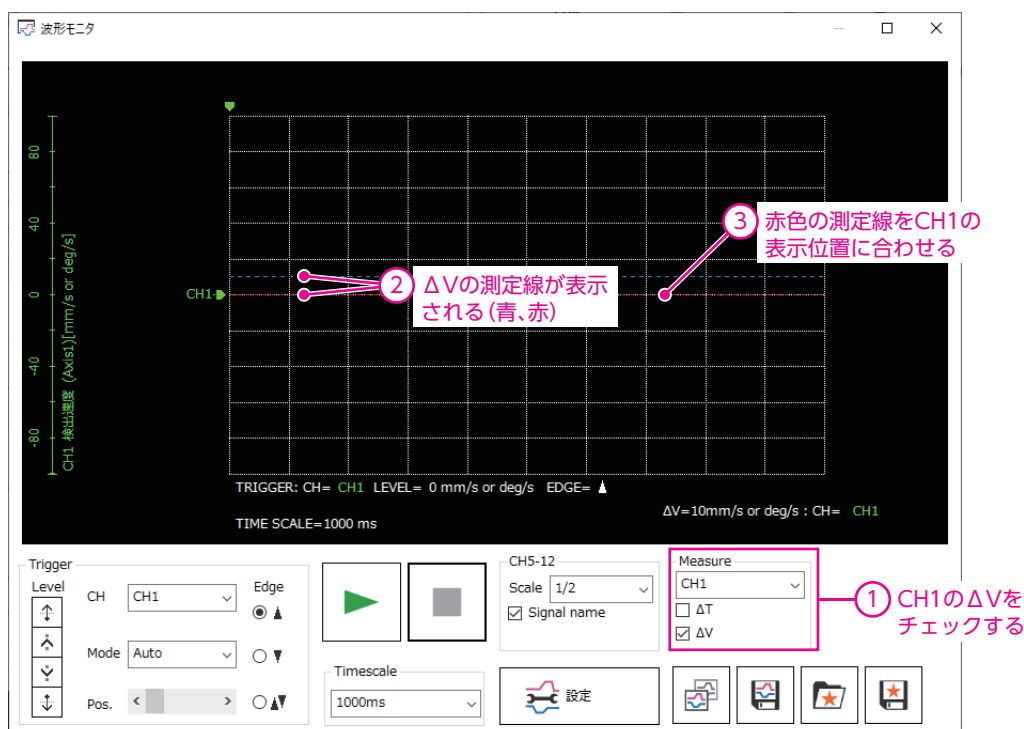 波形モニタ
80
40
0
-40
-80
CH1 検出速度 (Axis1)[mm/s or deg/s]
CH1-
③ 赤色の測定線をCH1の
表示位置に合わせる
② ΔVの測定線が表示
される(青、赤)
TRIGGER: CH= CH1 LEVEL= 0 mm/s or deg/s EDGE=
ΔV=10mm/s or deg/s : CH= CH1
TIME SCALE=1000 ms
Trigger
Level
CH
CH1
Edge
Mode
Auto
Pos.
Timescale
1000ms
CH5-12
Scale 1/2
Signal name
設定
Measure
CH1
ΔT
ΔV
① CH1のΔVを
チェックする